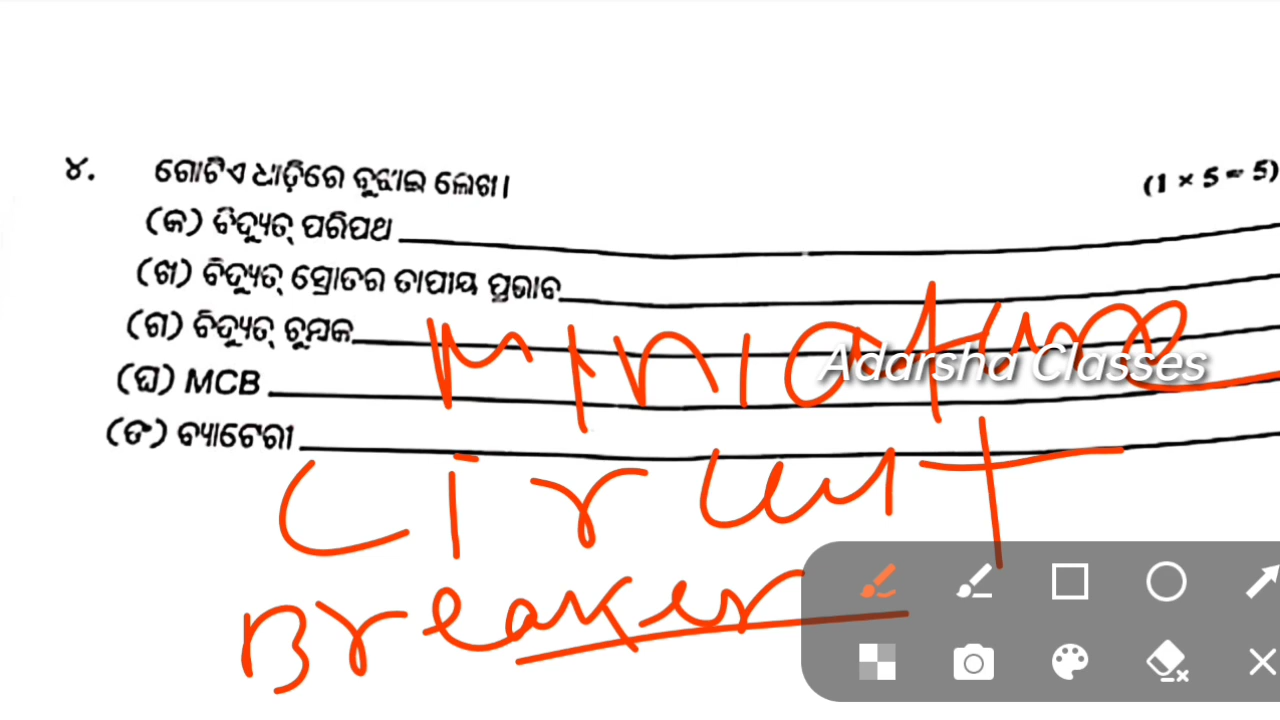 ୪. ଗୋଟିଏ ଧାଡ଼ିରେ ବୁଝାଇ ଲେଖ। (1 × 5 = 5)
(କ) ବିଦ୍ୟୁତ୍ ପରିପଥ
(ଖ) ବିଦ୍ୟୁତ୍ ସ୍ରୋତର ତାପୀୟ ପ୍ରଭାବ
(ଗ) ବିଦ୍ୟୁତ୍ ଚୁମ୍ବକ
Miniature
Adarsha Classes
(ଘ) MCB
(ଙ) ବ୍ୟାଟେରୀ
Circuit
Breaker